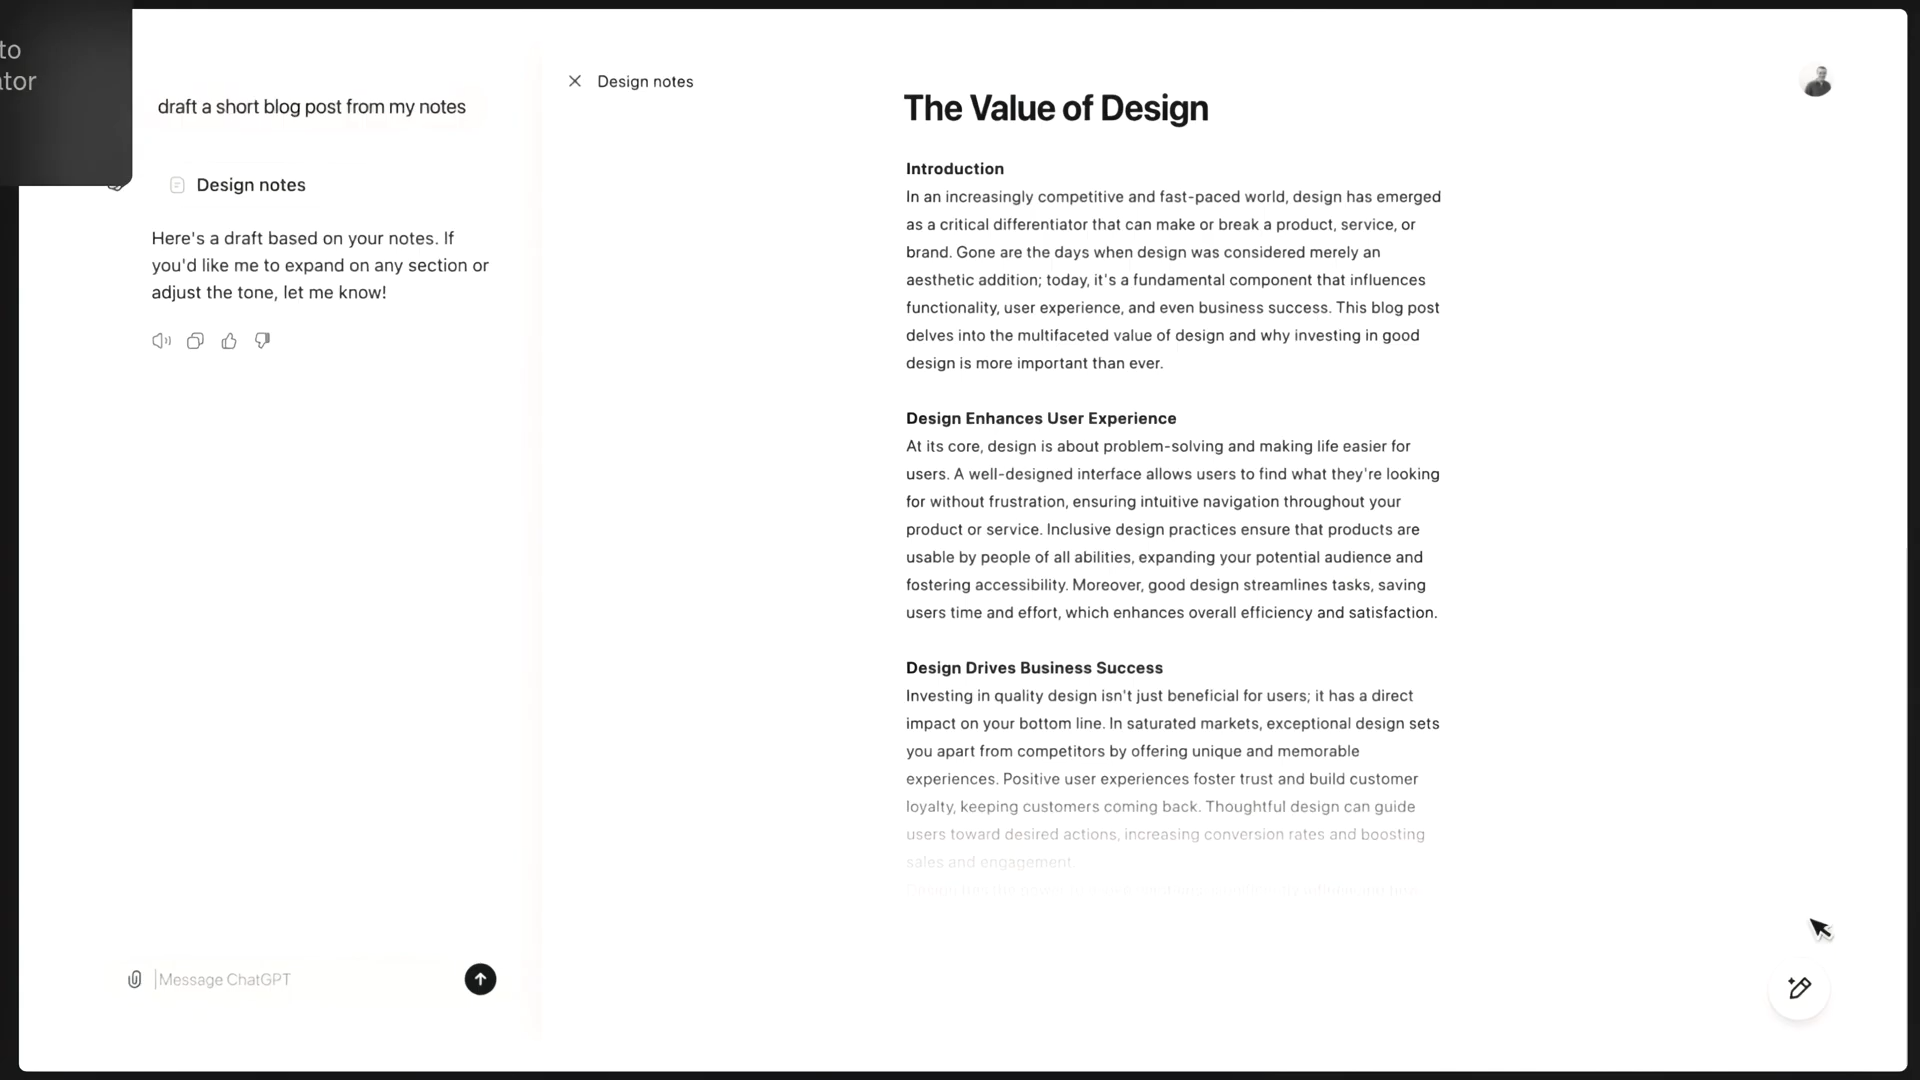 to
ator
draft a short blog post from my notes
Design notes
Here's a draft based on your notes. If
you'd like me to expand on any section or
adjust the tone, let me know!
Message ChatGPT
Design notes
The Value of Design
Introduction
In an increasingly competitive and fast-paced world, design has emerged
as a critical differentiator that can make or break a product, service, or
brand. Gone are the days when design was considered merely an
aesthetic addition; today, it's a fundamental component that influences
functionality, user experience, and even business success. This blog post
delves into the multifaceted value of design and why investing in good
design is more important than ever.
Design Enhances User Experience
At its core, design is about problem-solving and making life easier for
users. A well-designed interface allows users to find what they're looking
for without frustration, ensuring intuitive navigation throughout your
product or service. Inclusive design practices ensure that products are
usable by people of all abilities, expanding your potential audience and
fostering accessibility. Moreover, good design streamlines tasks, saving
users time and effort, which enhances overall efficiency and satisfaction.
Design Drives Business Success
Investing in quality design isn't just beneficial for users; it has a direct
impact on your bottom line. In saturated markets, exceptional design sets
you apart from competitors by offering unique and memorable
experiences. Positive user experiences foster trust and build customer
loyalty, keeping customers coming back. Thoughtful design can guide
users toward desired actions, increasing conversion rates and boosting
sales and engagement